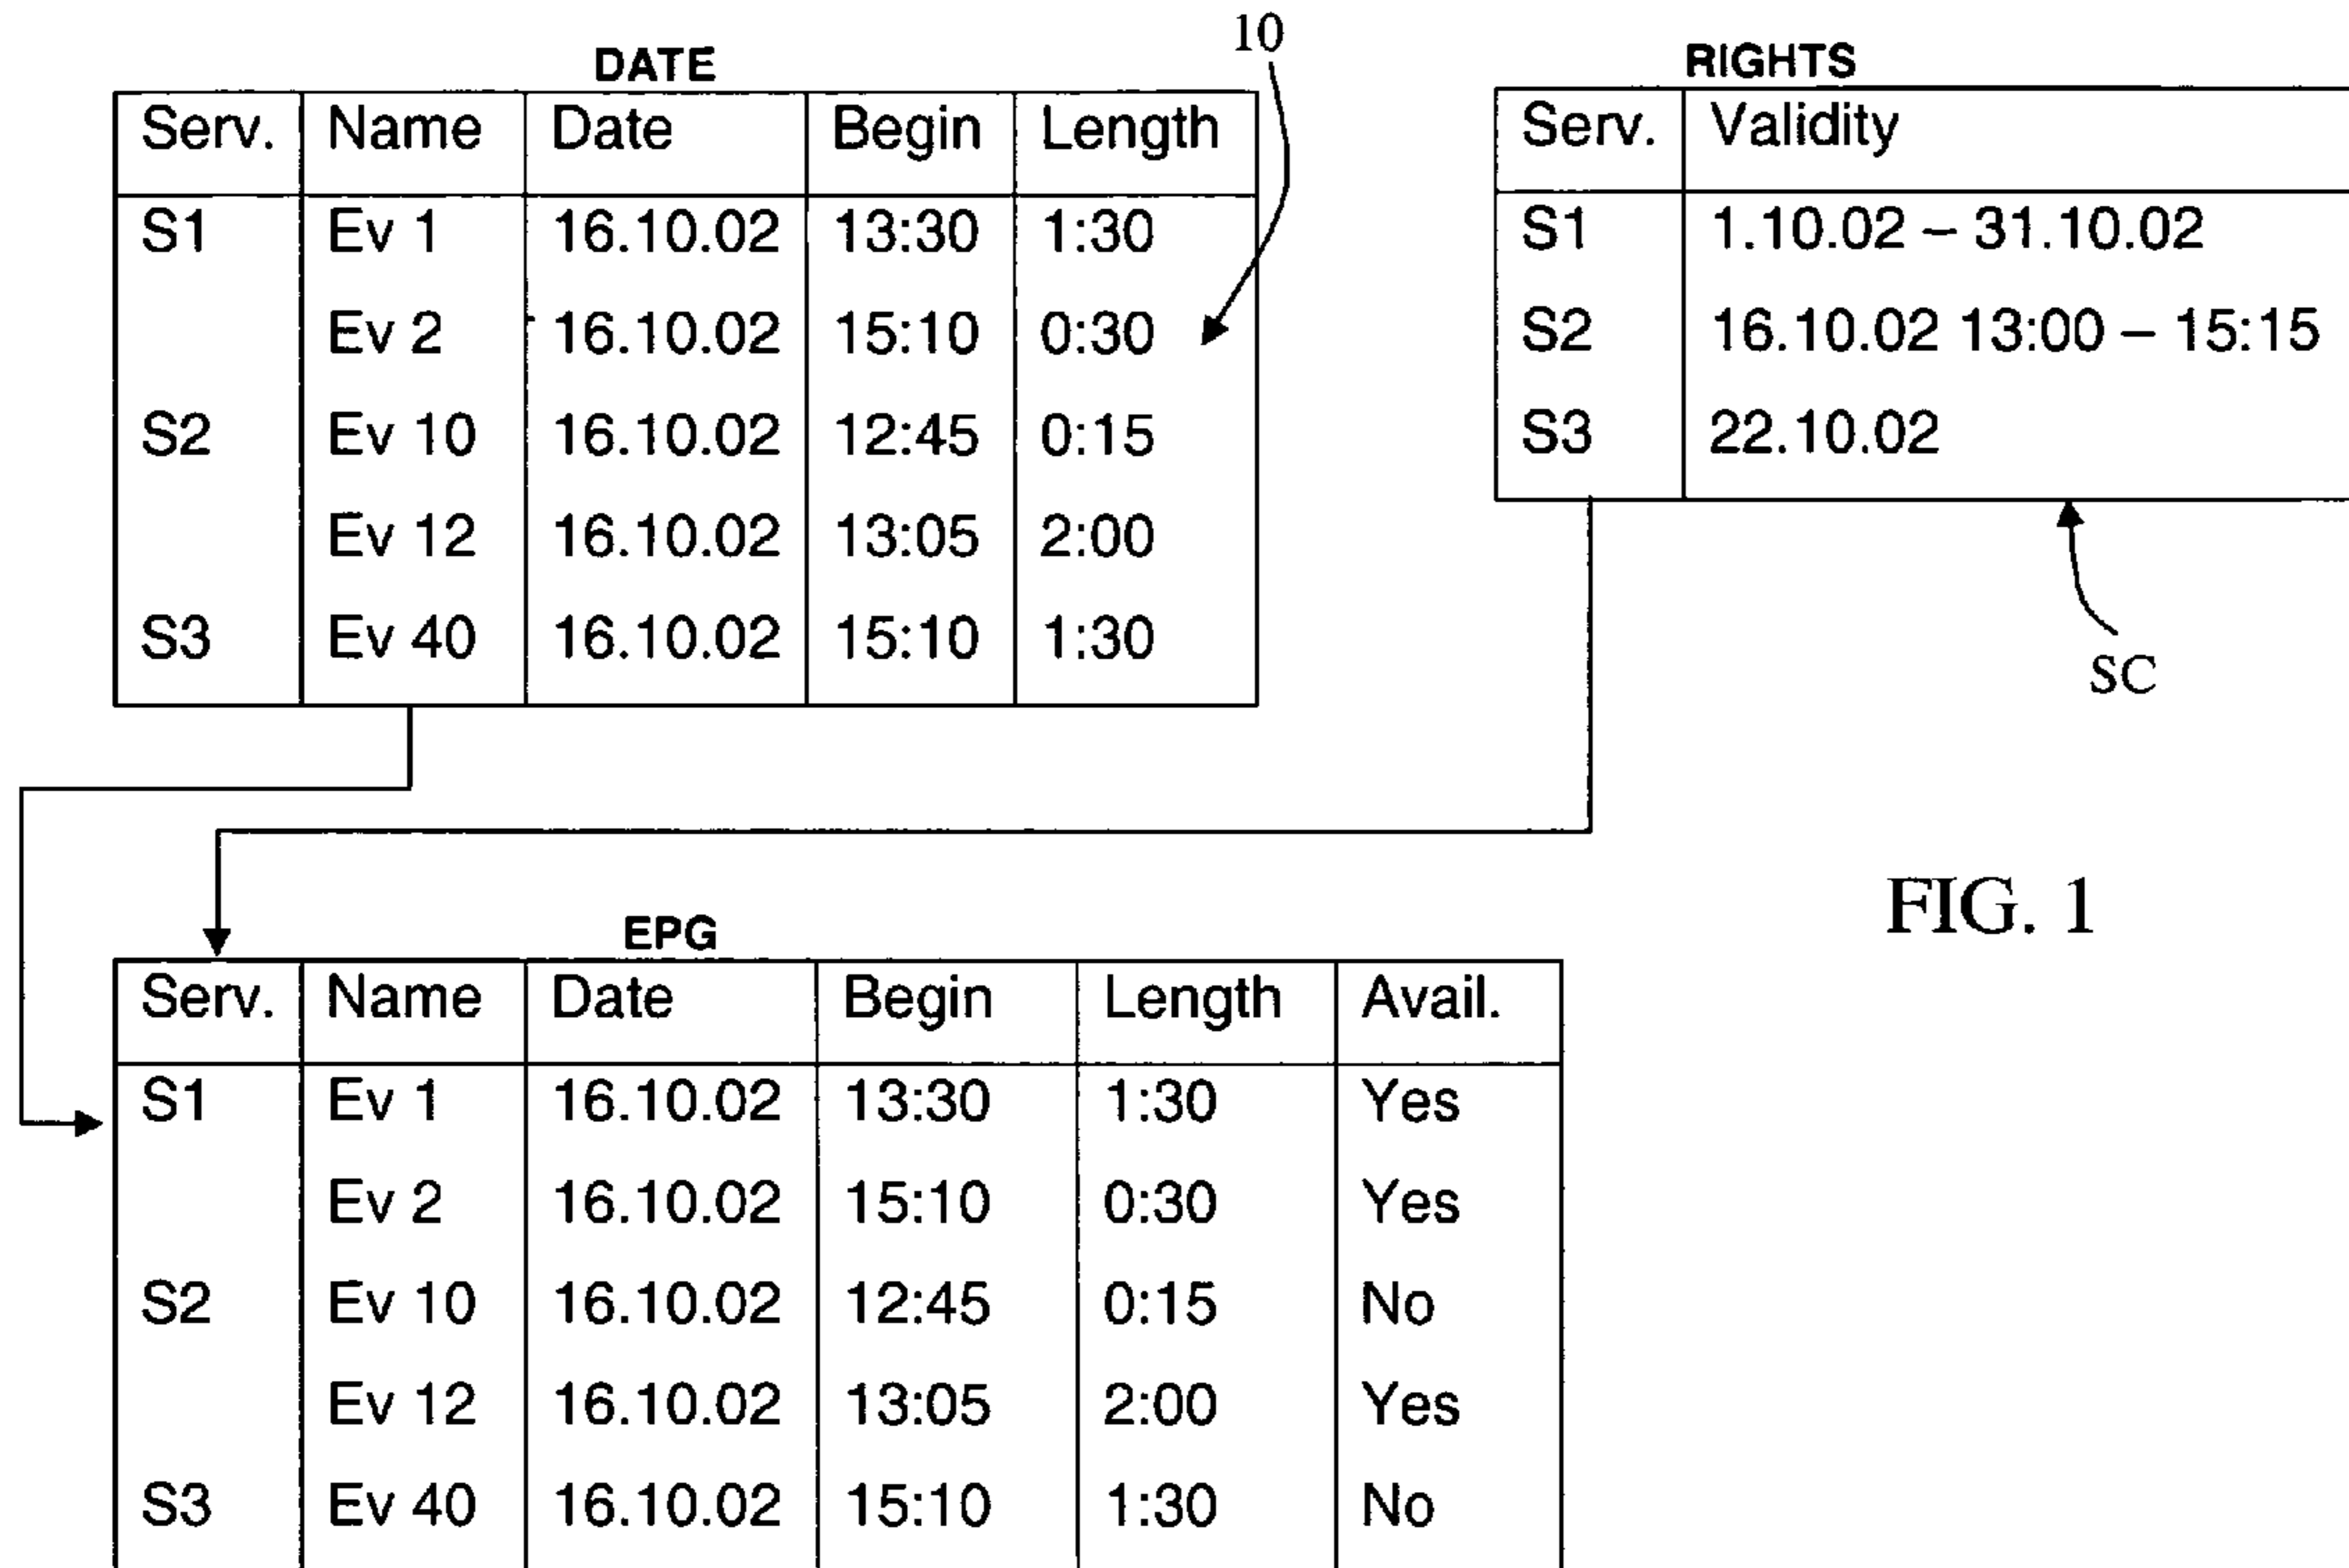 10
DATE
Serv. Name Date Begin Length
S1 Ev 1 16.10.02 13:30 1:30
Ev 2 16.10.02 15:10 0:30
S2 Ev 10 16.10.02 12:45 0:15
Ev 12 16.10.02 13:05 2:00
S3 Ev 40 16.10.02 15:10 1:30
RIGHTS
Serv. Validity
S1 1.10.02 – 31.10.02
S2 16.10.02 13:00 – 15:15
S3 22.10.02
SC
FIG. 1
EPG
Serv. Name Date Begin Length Avail.
S1 Ev 1 16.10.02 13:30 1:30 Yes
Ev 2 16.10.02 15:10 0:30 Yes
S2 Ev 10 16.10.02 12:45 0:15 No
Ev 12 16.10.02 13:05 2:00 Yes
S3 Ev 40 16.10.02 15:10 1:30 No